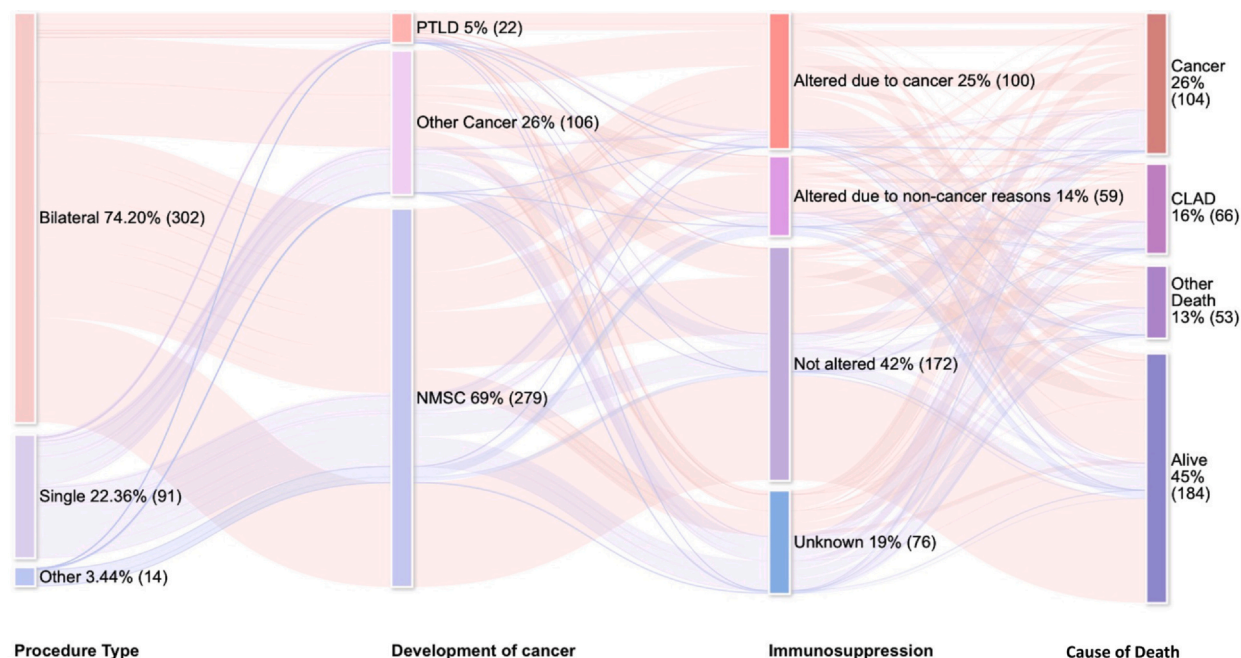 Bilateral 74.20% (302)
Single 22.36% (91)
Other 3.44% (14)
Procedure Type
PTLD 5% (22)
Other Cancer 26% (106)
NMSC 69% (279)
Development of cancer
Altered due to cancer 25% (100)
Altered due to non-cancer reasons 14% (59)
Not altered 42% (172)
Unknown 19% (76)
Immunosuppression
Cancer
26%
(104)
CLAD
16% (66)
Other
Death
13% (53)
Alive
45%
(184)
Cause of Death